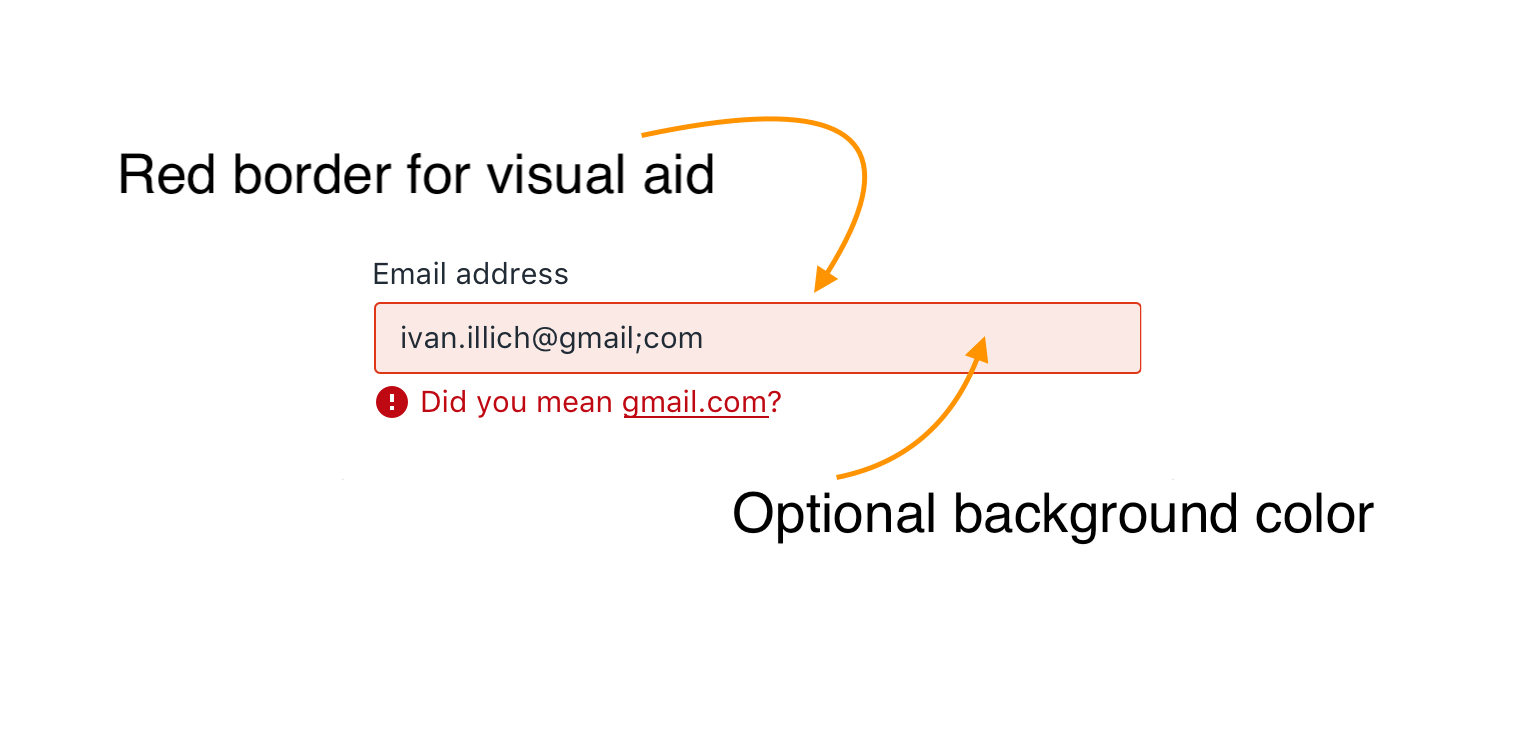 Red border for visual aid
Email address
ivan.illich@gmail;com
Did you mean gmail.com?
Optional background color